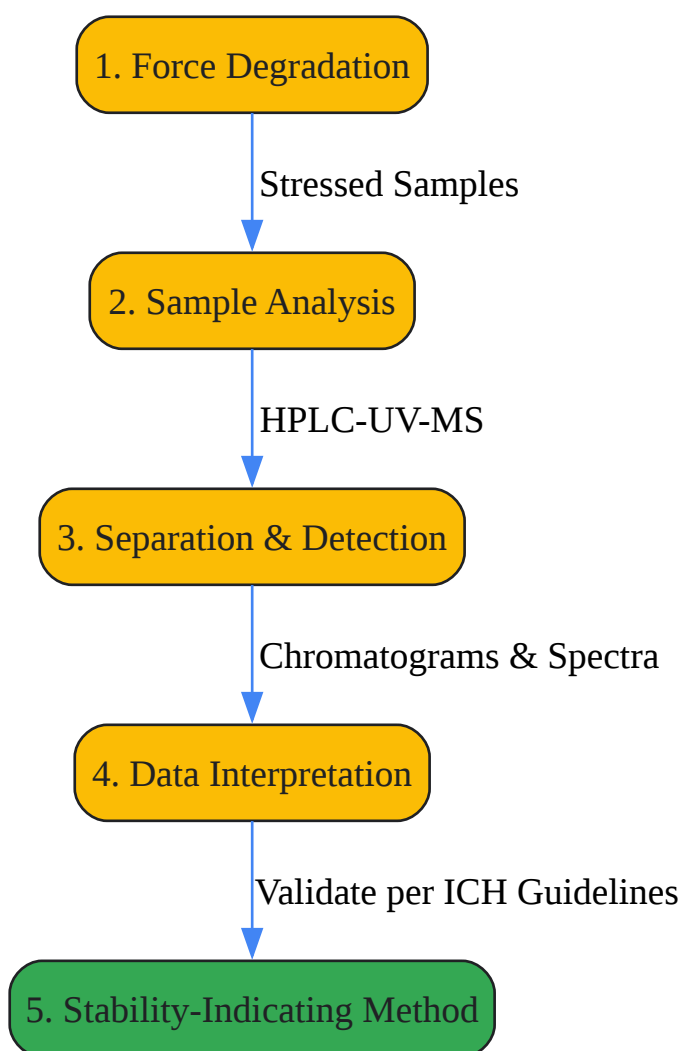 1. Force Degradation
Stressed Samples
2. Sample Analysis
HPLC-UV-MS
3. Separation & Detection
Chromatograms & Spectra
4. Data Interpretation
Validate per ICH Guidelines
5. Stability-Indicating Method